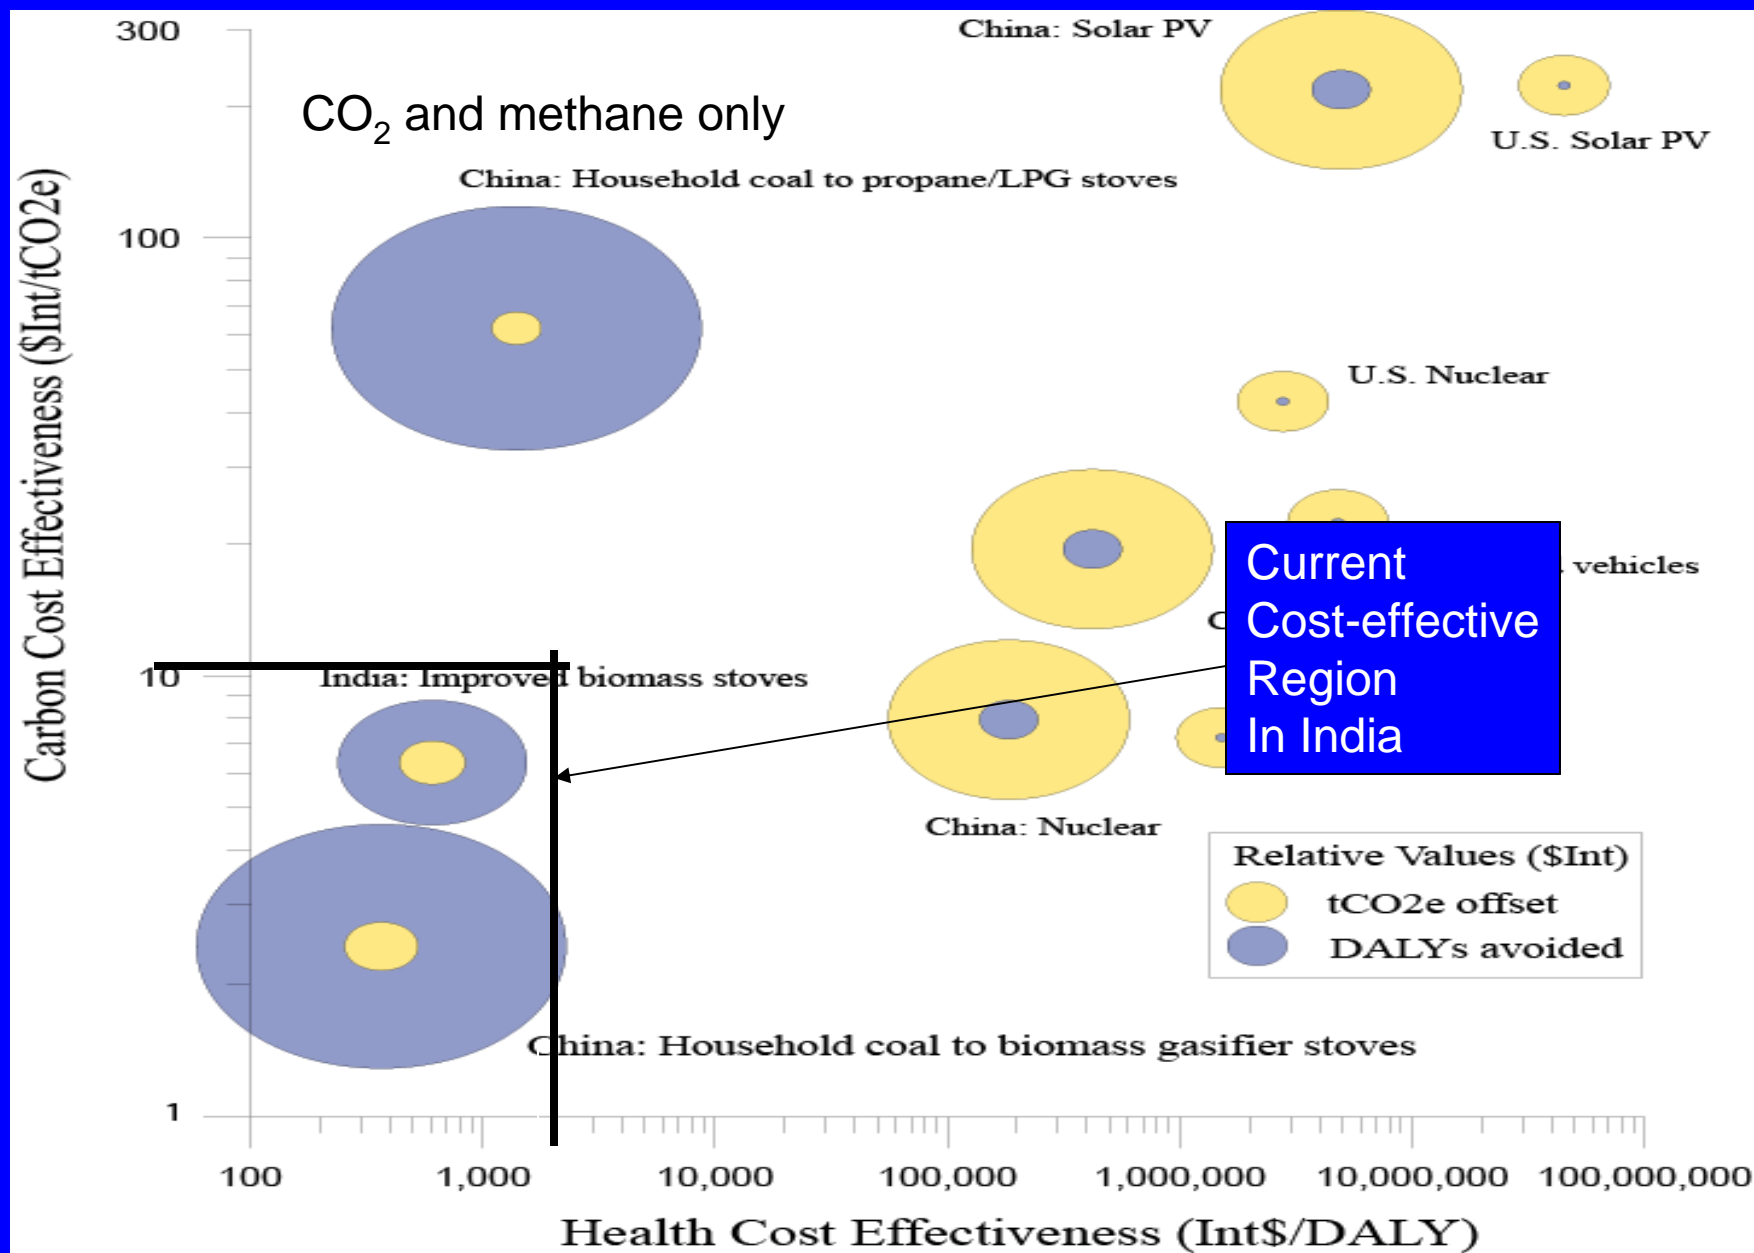 300
China: Solar PV
CO₂ and methane only
U.S. Solar PV
China: Household coal to propane/LPG stoves
100
Carbon Cost Effectiveness ($Int/tCO2e)
U.S. Nuclear
Current
Cost-effective
Region
In India
vehicles
10
India: Improved biomass stoves
China: Nuclear
Relative Values ($Int)
tCO2e offset
DALYs avoided
China: Household coal to biomass gasifier stoves
1
100 1,000 10,000 100,000 1,000,000 10,000,000 100,000,000
Health Cost Effectiveness (Int$/DALY)